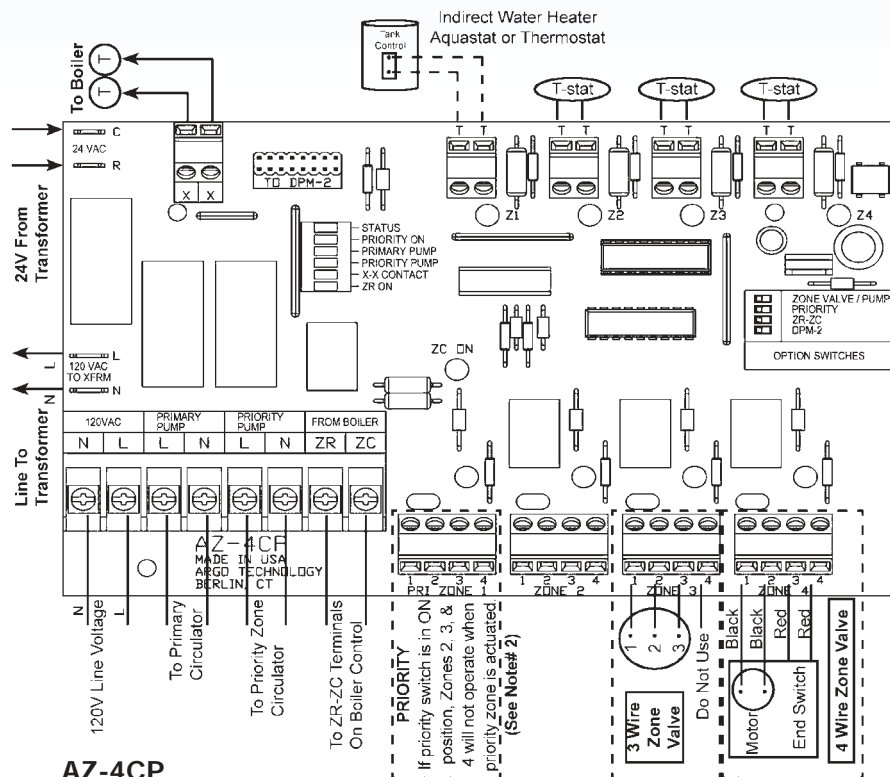 Indirect Water Heater
Aquastat or Thermostat
Tank
Control
To Boiler
T
T
T-stat
T-stat
T-stat
T T
T T
T T
T T
C
24 VAC
R
24V From
Transformer
X X
TO DPM-2
STATUS
PRIORITY ON
PRIMARY PUMP
PRIORITY PUMP
X-X CONTACT
ZR ON
Z1
Z2
Z3
Z4
ZONE VALVE / PUMP
PRIORITY
ZR-ZC
DPM-2
OPTION SWITCHES
ZC ON
L
L
120 VAC
TO XFRM
N
N
Line To
Transformer
120VAC
PRIMARY
PUMP
PRIORITY
PUMP
FROM BOILER
N L L N L N ZR ZC
AZ-4CP
MADE IN USA
ARGO TECHNOLOGY
BERLIN, CT
1 2 3 4
PRI ZONE 1
1 2 3 4
ZONE 2
1 2 3 4
ZONE 3
1 2 3 4
ZONE 4
N
L
120V Line Voltage
To Primary
Circulator
To Priority Zone
Circulator
To ZR-ZC Terminals
On Boiler Control
PRIORITY
If priority switch is in ON
position, Zones 2, 3, &
4 will not operate when
priority zone is actuated.
(See Note# 2)
1
2
3
Do Not Use
3 Wire
Zone
Valve
Black
Black
Red
Red
Motor
End Switch
4 Wire Zone Valve
AZ-4CP